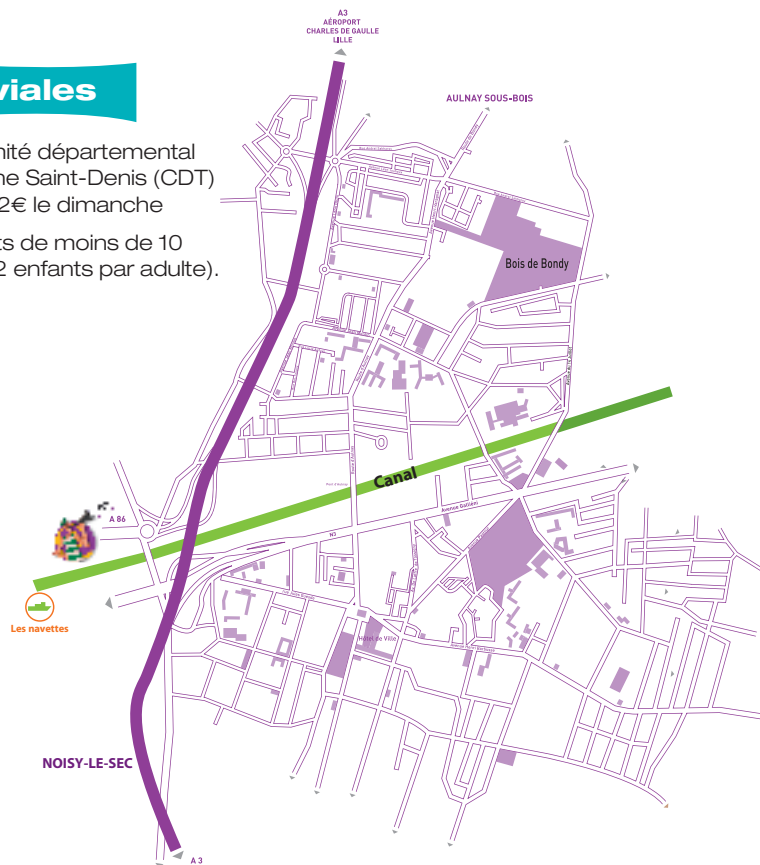 A3
AÉROPORT
CHARLES DE GAULLE
LILLE
viales
AULNAY SOUS-BOIS
nité départemental
ne Saint-Denis (CDT)
2€ le dimanche
ts de moins de 10
2 enfants par adulte).
Bois de Bondy
Canal
Avenue Gallieni
A 86
N3
Les navettes
Hôtel de Ville
NOISY-LE-SEC
A 3